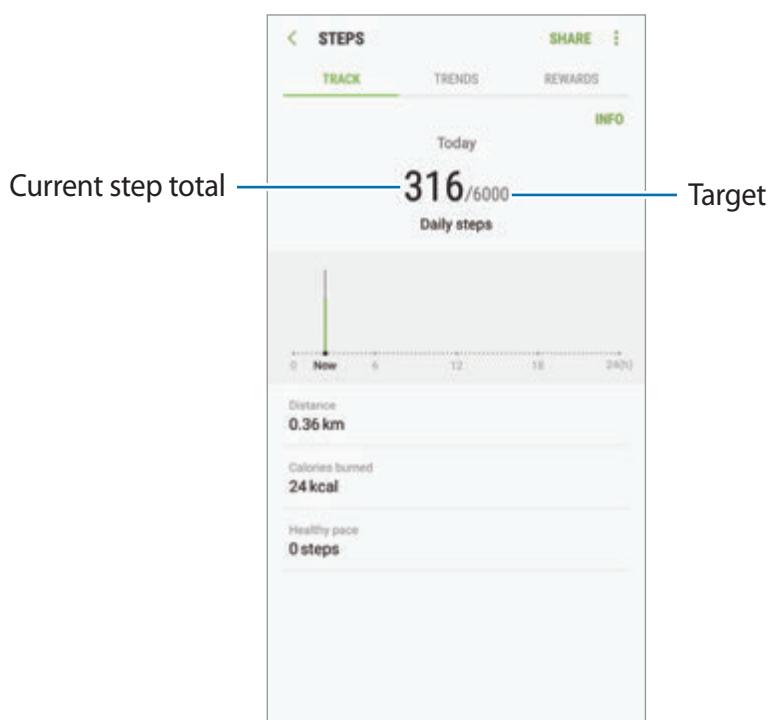 STEPS SHARE
TRACK TRENDS REWARDS
INFO
Today
Current step total 316/6000 Target
Daily steps
0 Now 6 12 18 24(h)
Distance
0.36 km
Calories burned
24 kcal
Healthy pace
0 steps